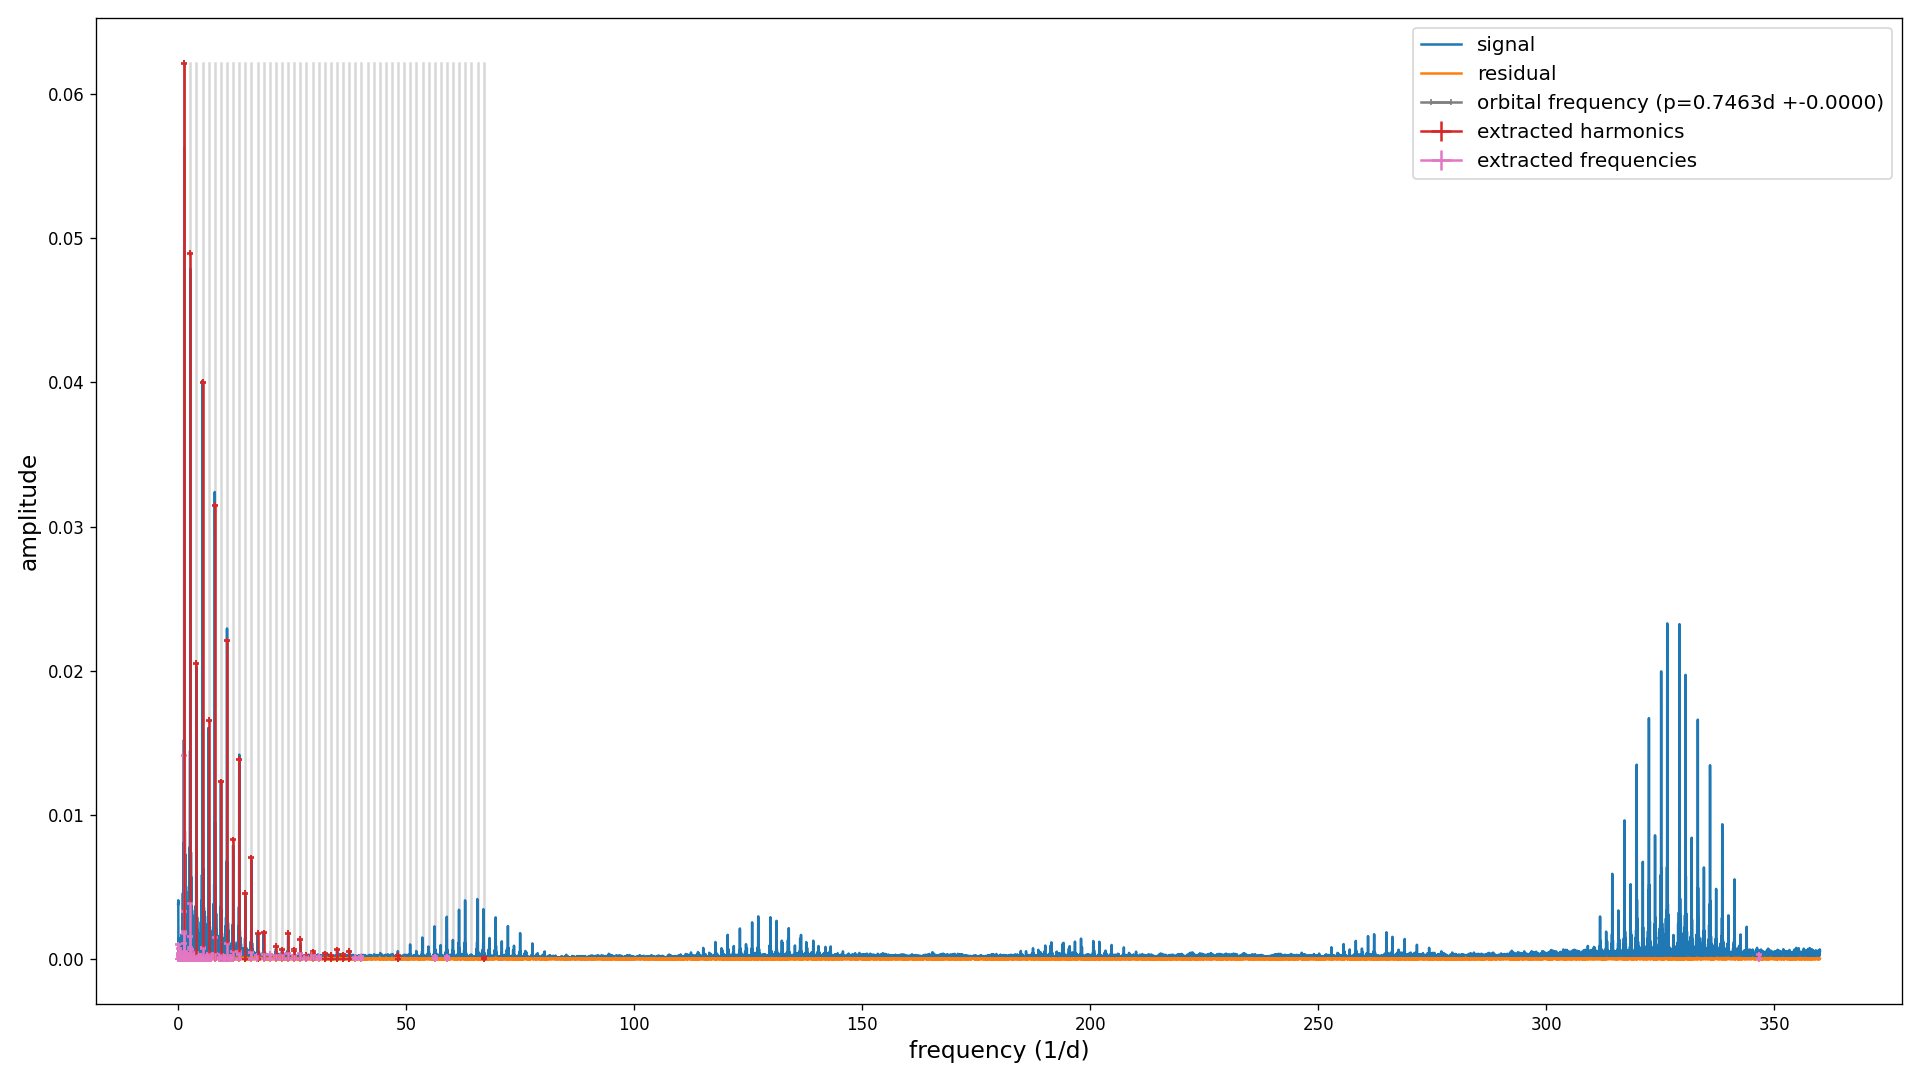 signal
residual
orbital frequency (p=0.7463d +-0.0000)
extracted harmonics
extracted frequencies
amplitude
0.06
0.05
0.04
0.03
0.02
0.01
0.00
0 50 100 150 200 250 300 350
frequency (1/d)